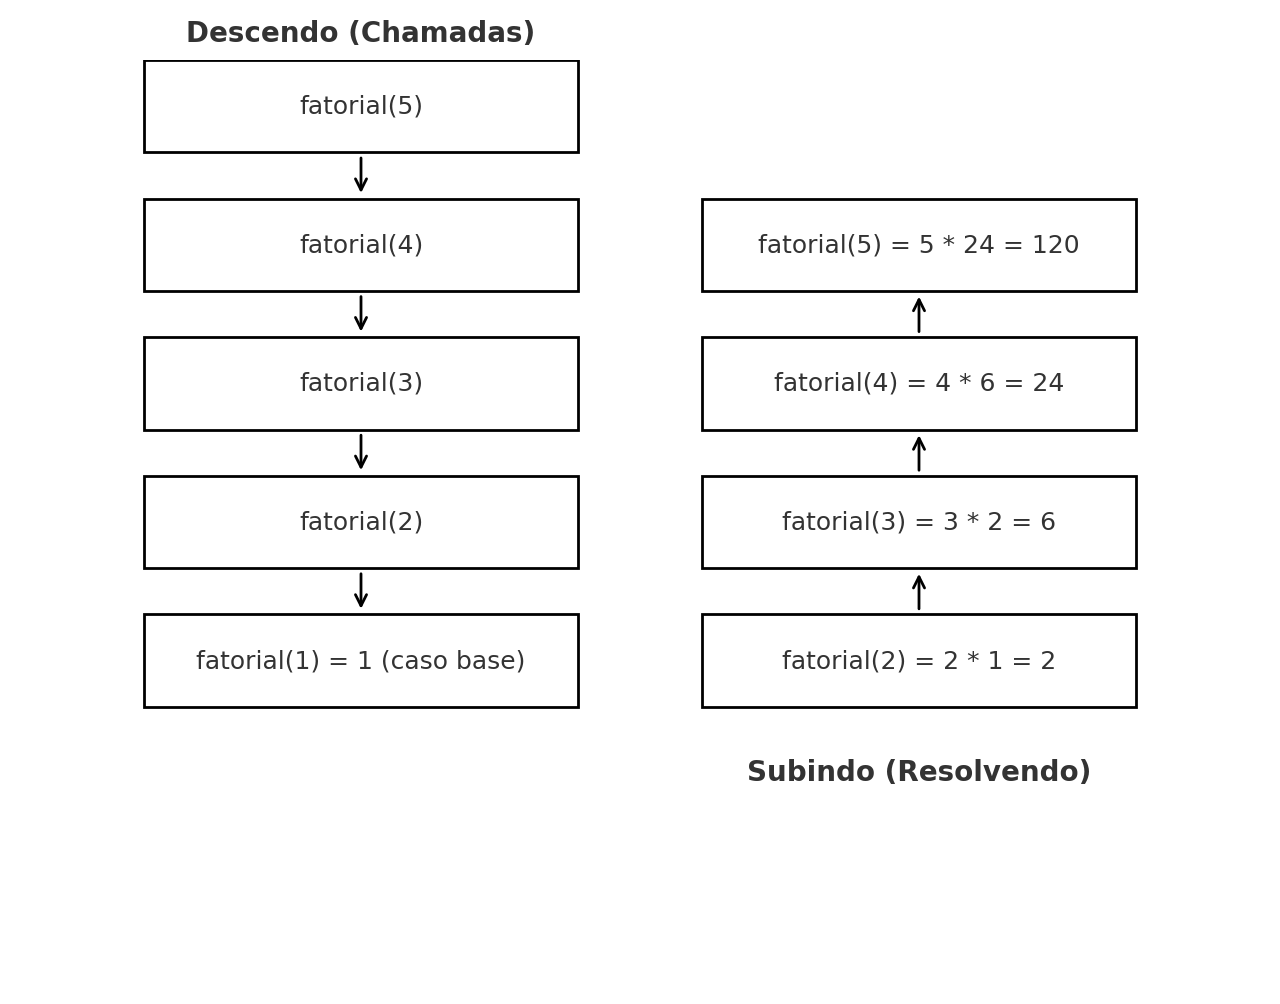 Descendo (Chamadas)
fatorial(5)
fatorial(4)
fatorial(3)
fatorial(2)
fatorial(1) = 1 (caso base)
fatorial(5) = 5 * 24 = 120
fatorial(4) = 4 * 6 = 24
fatorial(3) = 3 * 2 = 6
fatorial(2) = 2 * 1 = 2
Subindo (Resolvendo)